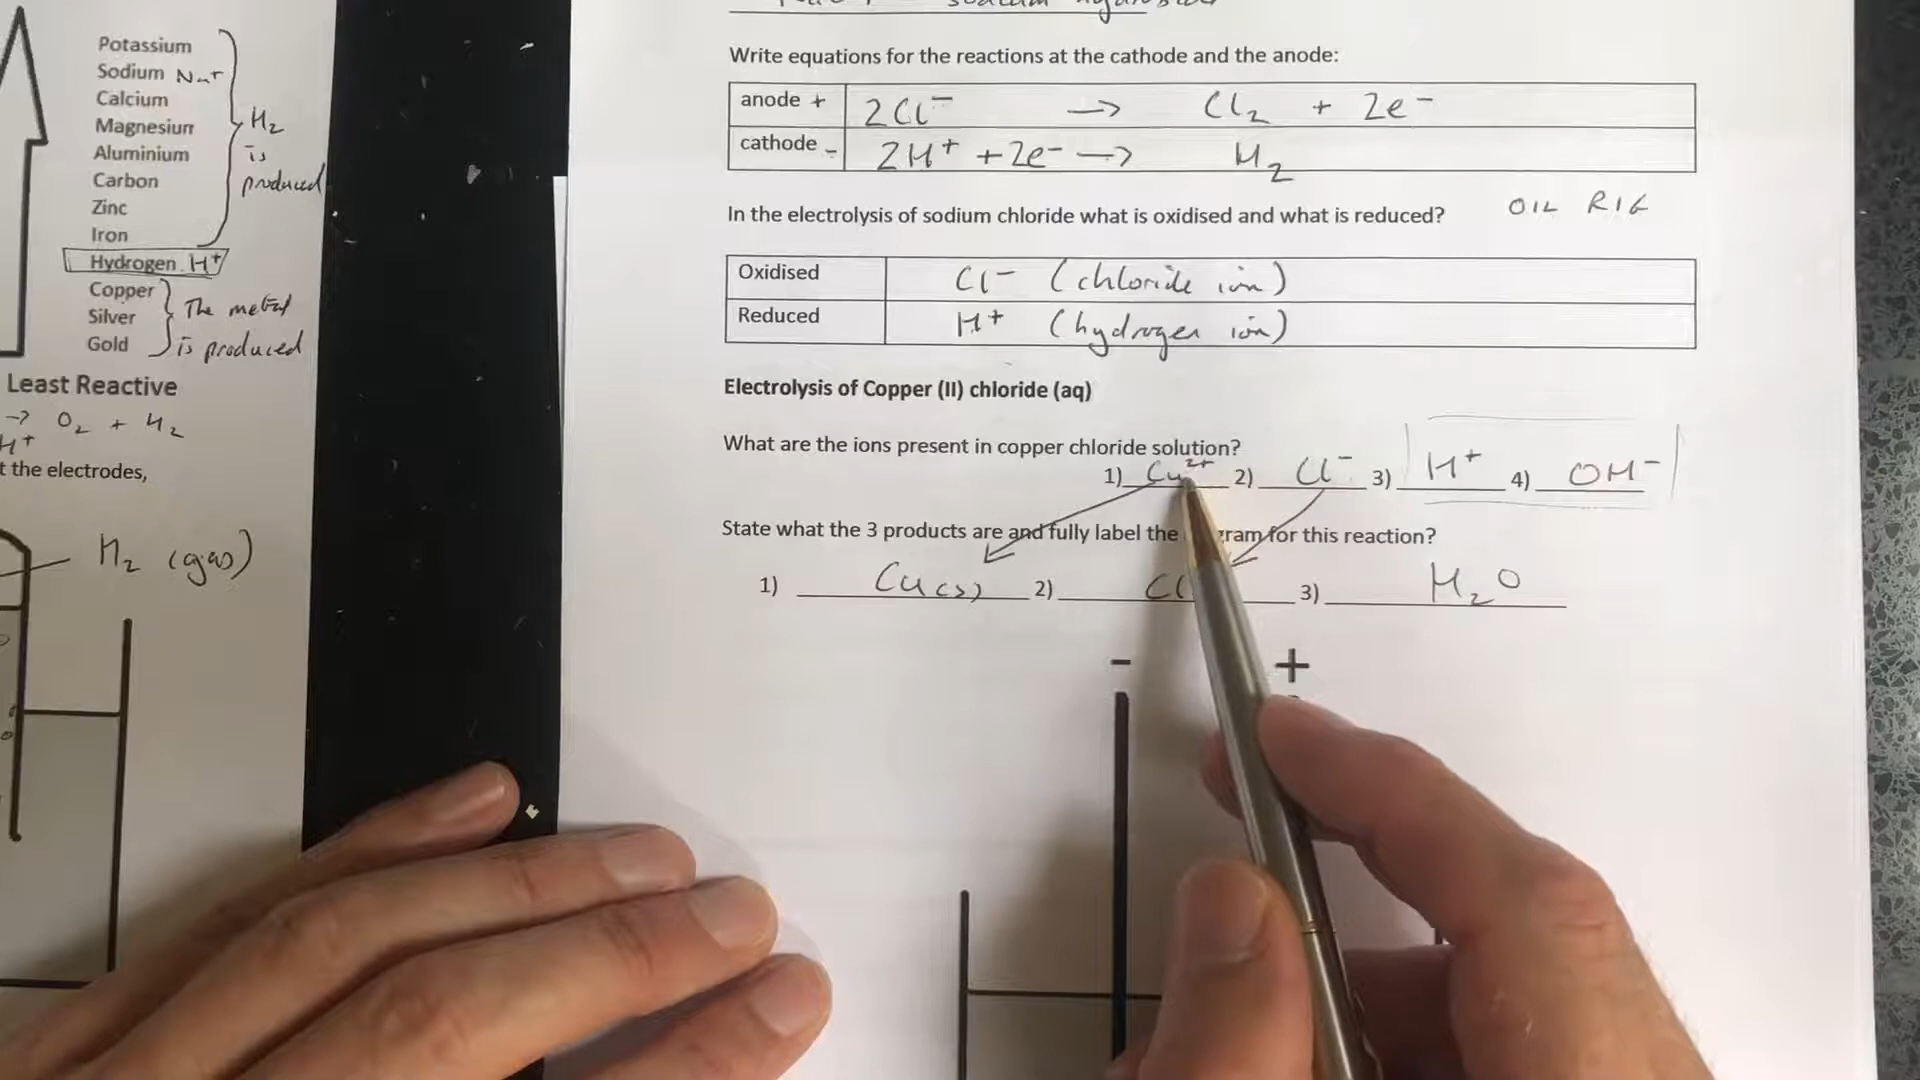 Potassium
Sodium Na+
Calcium
Magnesium
Aluminium
Carbon
Zinc
Iron
H2
is
produced
Hydrogen H+
Copper
Silver
Gold
The metal
is produced
Least Reactive
→ O2 + H2
H+
t the electrodes,
H2 (gas)
sodium
Write equations for the reactions at the cathode and the anode:
anode + 2Cl⁻ → Cl2 + 2e⁻
cathode - 2H+ + 2e⁻ → H2
In the electrolysis of sodium chloride what is oxidised and what is reduced? OIL RIG
Oxidised Cl⁻ (chloride ion)
Reduced H+ (hydrogen ion)
Electrolysis of Copper (II) chloride (aq)
What are the ions present in copper chloride solution?
1) Cu²⁺ 2) Cl⁻ 3) H+ 4) OH⁻
State what the 3 products are and fully label the gram for this reaction?
1) Cu(s) 2) Cl 3) H2O
- +